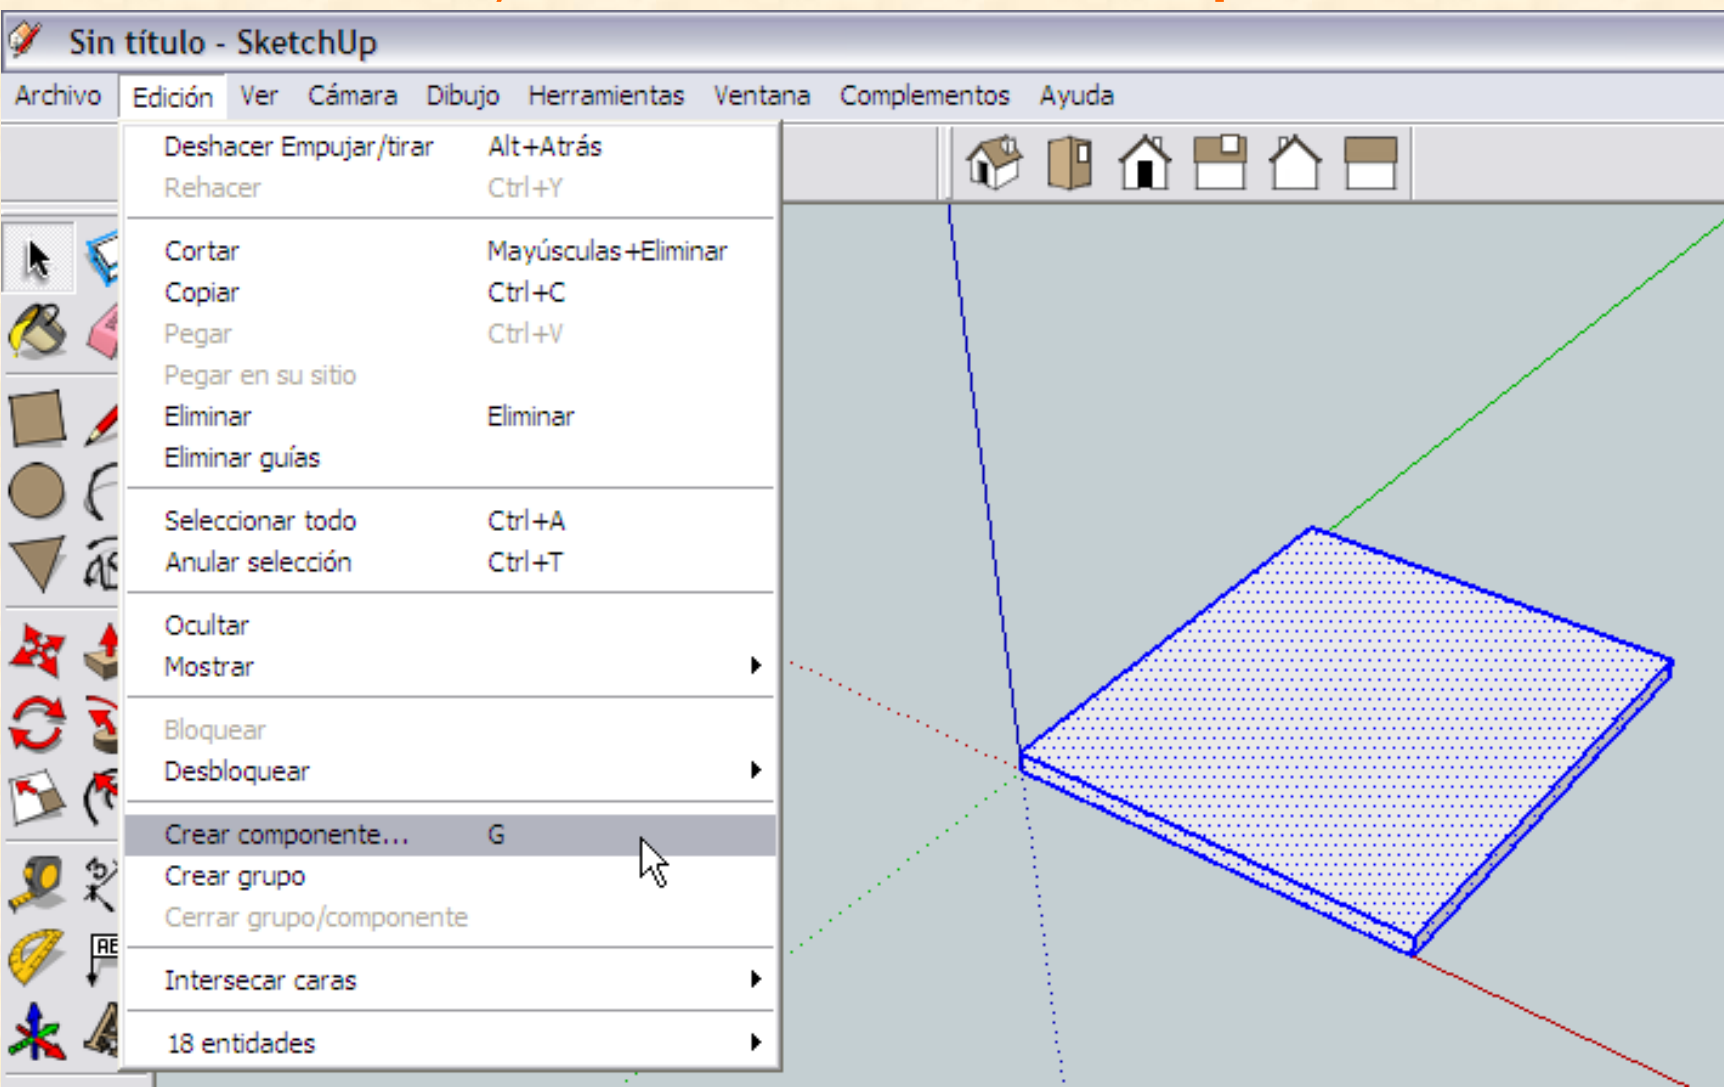 Sin título - SketchUp
Archivo Edición Ver Cámara Dibujo Herramientas Ventana Complementos Ayuda
Deshacer Empujar/tirar Alt+Atrás
Rehacer Ctrl+Y
Cortar Mayúsculas+Eliminar
Copiar Ctrl+C
Pegar Ctrl+V
Pegar en su sitio
Eliminar Eliminar
Eliminar guías
Seleccionar todo Ctrl+A
Anular selección Ctrl+T
Ocultar
Mostrar
Bloquear
Desbloquear
Crear componente... G
Crear grupo
Cerrar grupo/componente
Intersecar caras
18 entidades